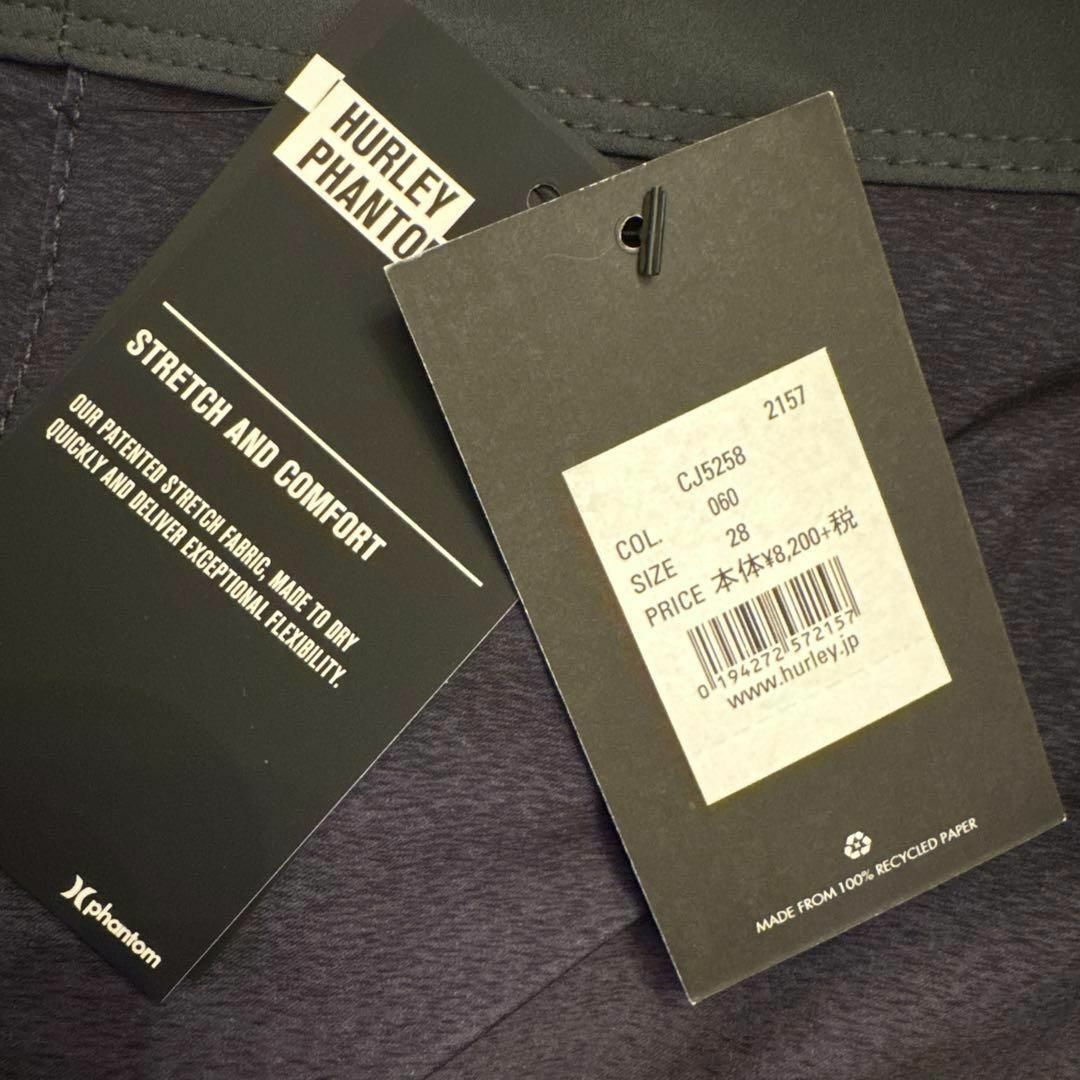 HURLEY
PHANTO
STRETCH AND COMFORT
OUR PATENTED STRETCH FABRIC, MADE TO DRY
QUICKLY AND DELIVER EXCEPTIONAL FLEXIBILITY.
phantom
2157
CJ5258
COL. 060
SIZE 28
PRICE 本体¥8,200+税
0 194272 572157
www.hurley.jp
MADE FROM 100% RECYCLED PAPER